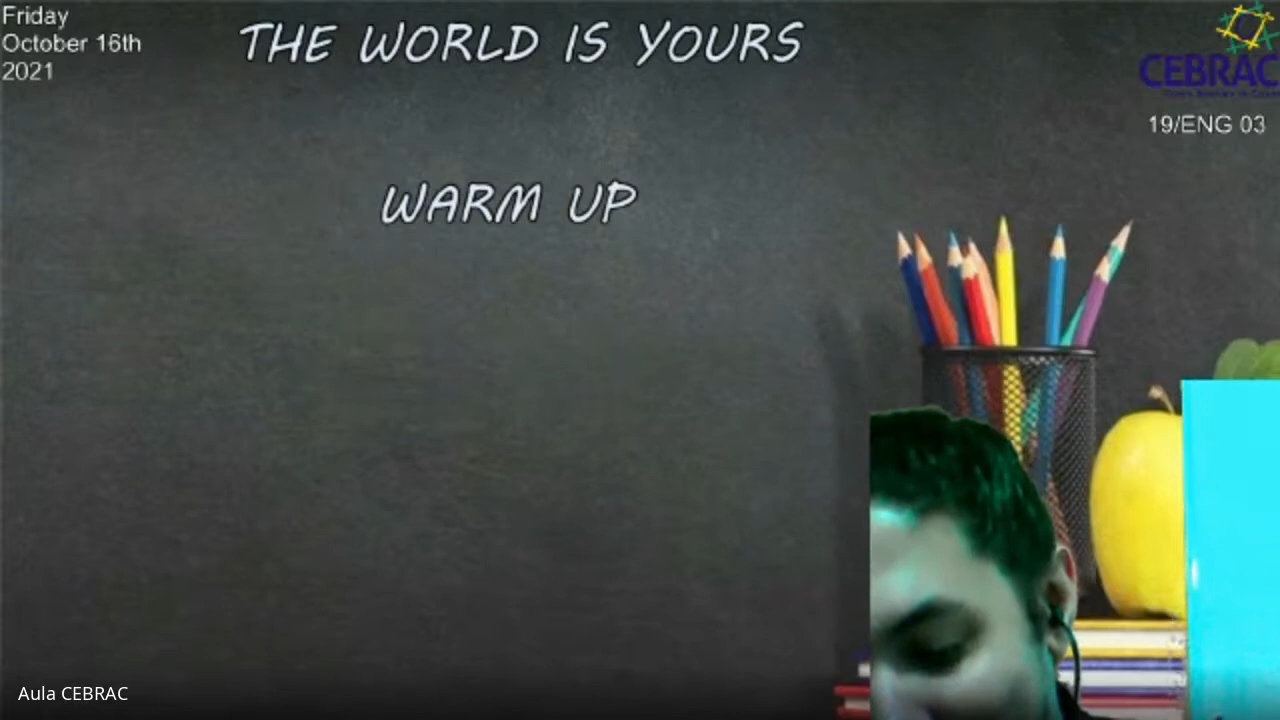 Friday
October 16th
2021
THE WORLD IS YOURS
CEBRAC
19/ENG 03
WARM UP
Aula CEBRAC